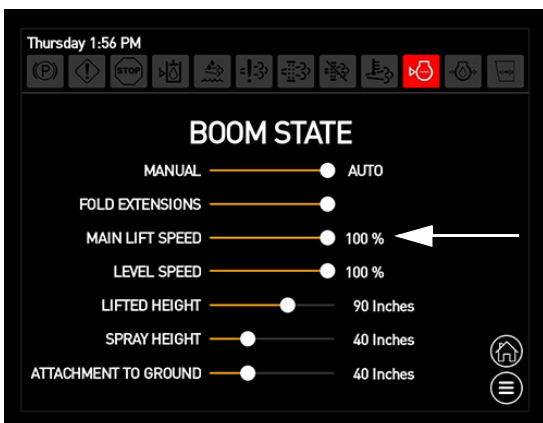 Thursday 1:56 PM
(P) STOP
BOOM STATE
MANUAL AUTO
FOLD EXTENSIONS
MAIN LIFT SPEED 100 %
LEVEL SPEED 100 %
LIFTED HEIGHT 90 Inches
SPRAY HEIGHT 40 Inches
ATTACHMENT TO GROUND 40 Inches